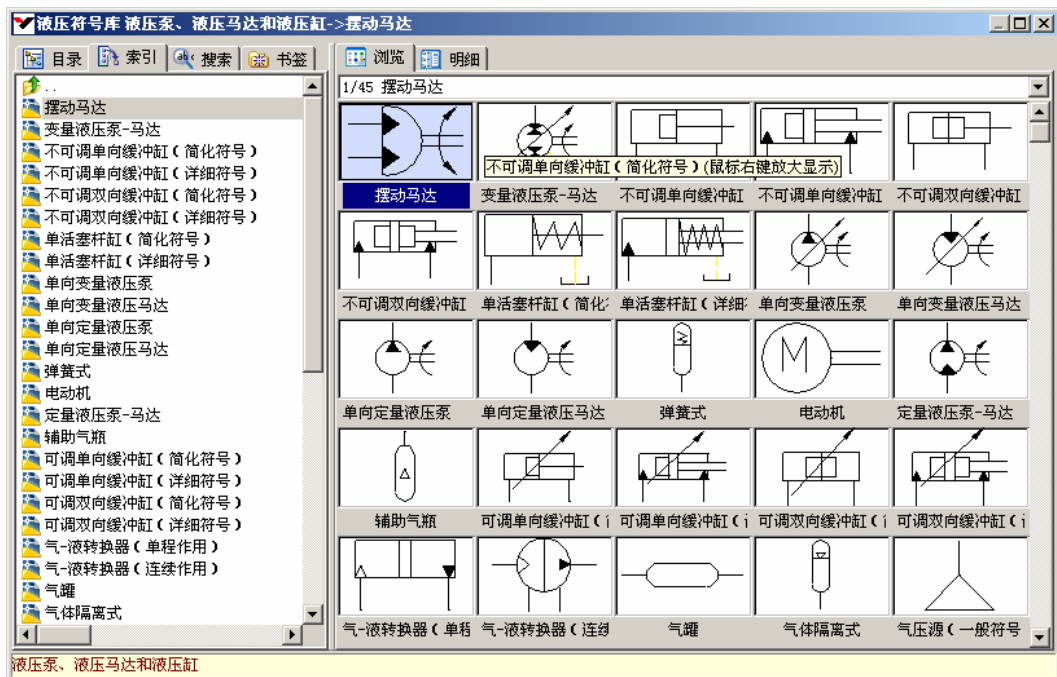 液压符号库 液压泵、液压马达和液压缸->摆动马达
目录 索引 搜索 书签 浏览 明细
..
摆动马达
变量液压泵-马达
不可调单向缓冲缸(简化符号)
不可调单向缓冲缸(详细符号)
不可调双向缓冲缸(简化符号)
不可调双向缓冲缸(详细符号)
单活塞杆缸(简化符号)
单活塞杆缸(详细符号)
单向变量液压泵
单向变量液压马达
单向定量液压泵
单向定量液压马达
弹簧式
电动机
定量液压泵-马达
辅助气瓶
可调单向缓冲缸(简化符号)
可调单向缓冲缸(详细符号)
可调双向缓冲缸(简化符号)
可调双向缓冲缸(详细符号)
气-液转换器(单程作用)
气-液转换器(连续作用)
气罐
气体隔离式
1/45 摆动马达
不可调单向缓冲缸(简化符号)(鼠标右键放大显示)
摆动马达 变量液压泵-马达 不可调单向缓冲缸 不可调单向缓冲缸 不可调双向缓冲缸
不可调双向缓冲缸 单活塞杆缸(简化 单活塞杆缸(详细 单向变量液压泵 单向变量液压马达
M
单向定量液压泵 单向定量液压马达 弹簧式 电动机 定量液压泵-马达
辅助气瓶 可调单向缓冲缸( 可调单向缓冲缸( 可调双向缓冲缸( 可调双向缓冲缸(
气-液转换器(单程 气-液转换器(连续 气罐 气体隔离式 气压源(一般符号
液压泵、液压马达和液压缸